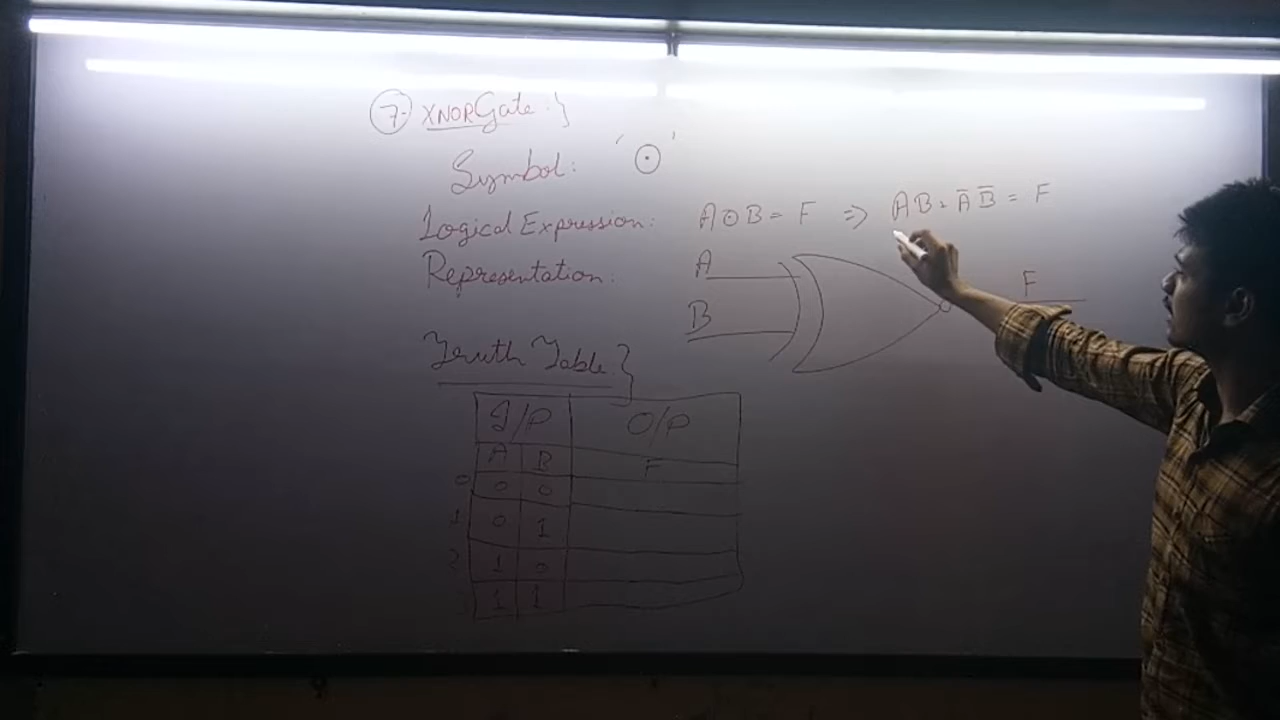 7. XNOR Gate :}
Symbol: '⊙'
Logical Expression: A⊙B = F ⇒ AB + A̅ B̅ = F
Representation: A
B
F
Truth Table }
I/P O/P
A B F
0 0 0
1 0 1
2 1 0
1 1